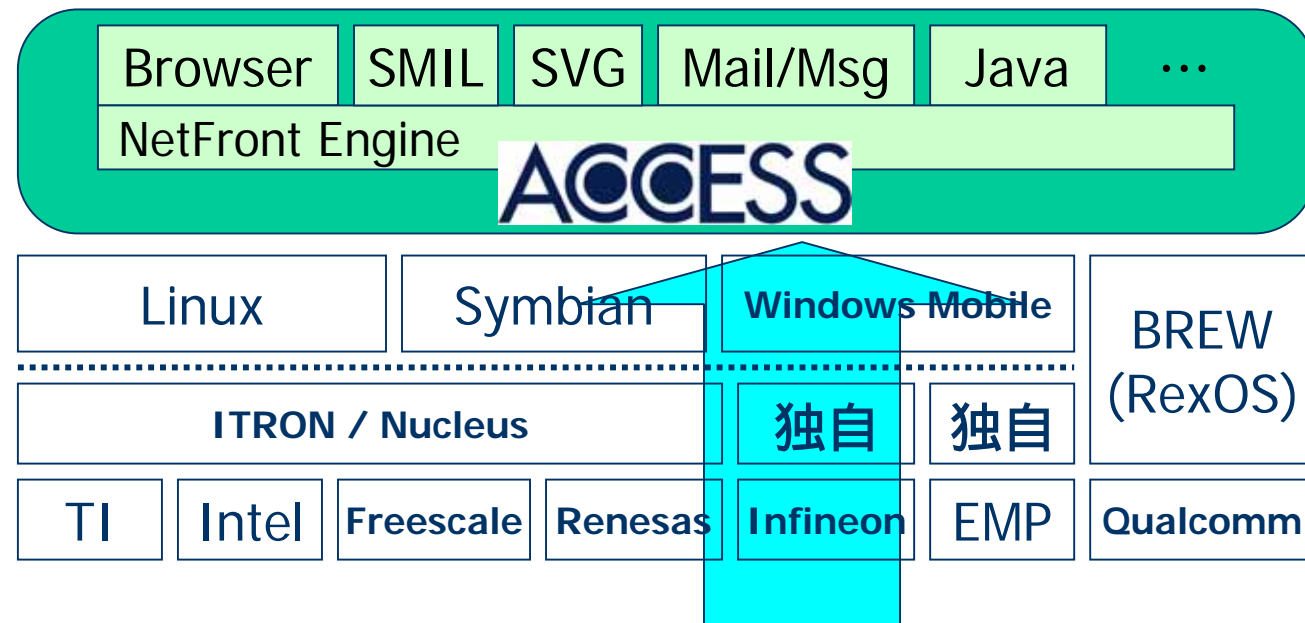 Browser SMIL SVG Mail/Msg Java ...
NetFront Engine
ACCESS
Linux Symbian Windows Mobile
BREW
(RexOS)
ITRON / Nucleus 独自 独自
TI Intel Freescale Renesas Infineon EMP Qualcomm